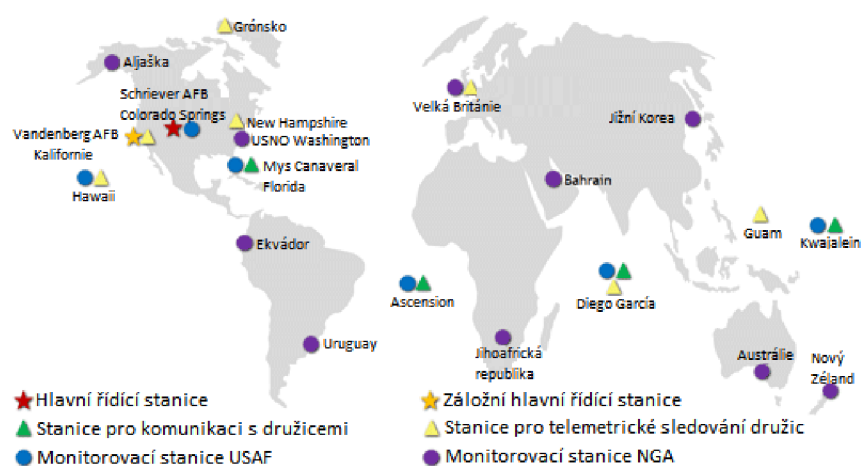 Grónsko
Aljaška
Schriever AFB
Colorado Springs
Vandenberg AFB
Kalifornie
New Hampshire
USNO Washington
Mys Canaveral
Florida
Hawaii
Velká Británie
Jižní Korea
Bahrain
Guam
Kwajalein
Ekvádor
Ascension
Diego García
Uruguay
Jihoafrická
republika
Austrálie
Nový
Zéland
Hlavní řídící stanice
Stanice pro komunikaci s družicemi
Monitorovací stanice USAF
Záložní hlavní řídící stanice
Stanice pro telemetrické sledování družic
Monitorovací stanice NGA